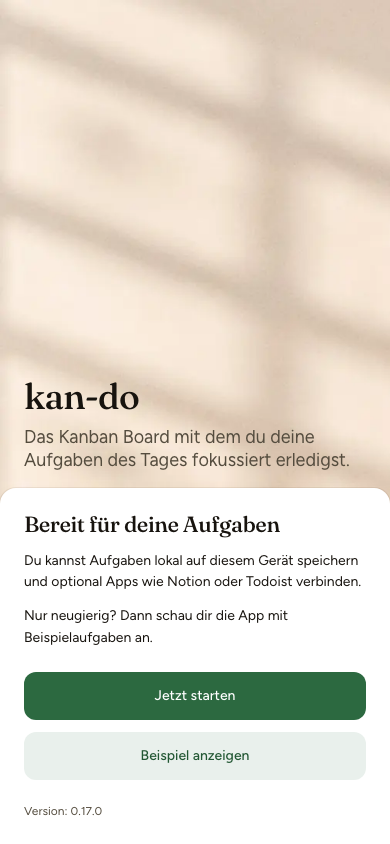 kan-do
Das Kanban Board mit dem du deine
Aufgaben des Tages fokussiert erledigst.
Bereit für deine Aufgaben
Du kannst Aufgaben lokal auf diesem Gerät speichern
und optional Apps wie Notion oder Todoist verbinden.
Nur neugierig? Dann schau dir die App mit
Beispielaufgaben an.
Jetzt starten
Beispiel anzeigen
Version: 0.17.0